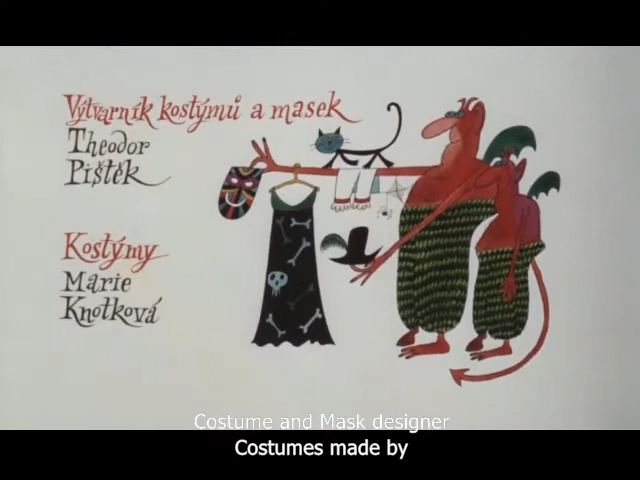 Výtvarník kostýmů a masek
Theodor
Pištěk
Kostýmy
Marie
Knotková
Costume and Mask designer
Costumes made by